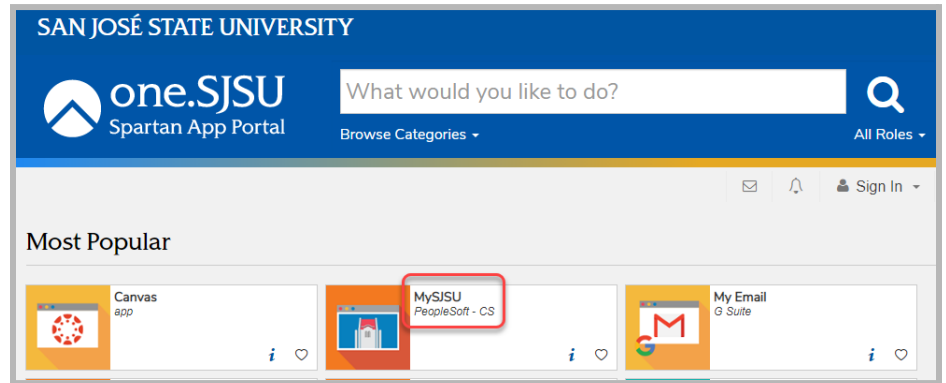 SAN JOSÉ STATE UNIVERSITY
one.SJSU
Spartan App Portal
What would you like to do?
Browse Categories
All Roles
Sign In
Most Popular
Canvas
app
i
MySJSU
PeopleSoft - CS
i
My Email
G Suite
i